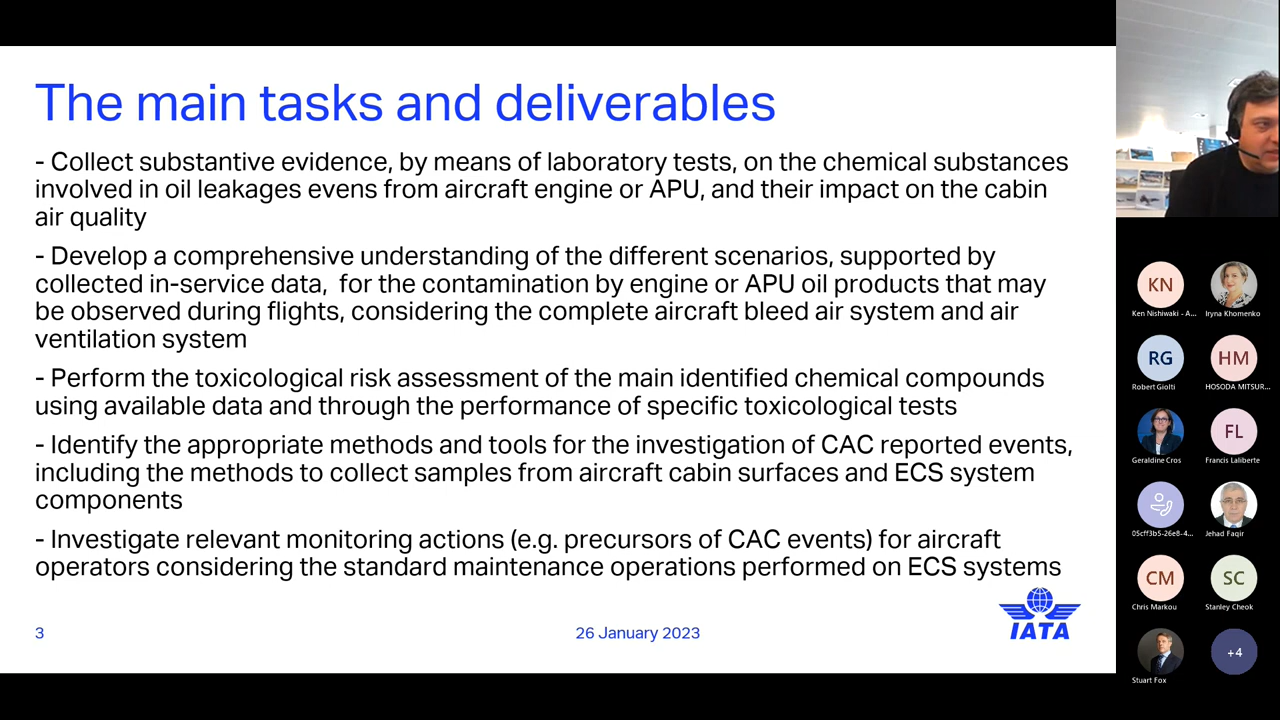 The main tasks and deliverables
- Collect substantive evidence, by means of laboratory tests, on the chemical substances
involved in oil leakages evens from aircraft engine or APU, and their impact on the cabin
air quality
- Develop a comprehensive understanding of the different scenarios, supported by
collected in-service data,  for the contamination by engine or APU oil products that may
be observed during flights, considering the complete aircraft bleed air system and air
ventilation system
- Perform the toxicological risk assessment of the main identified chemical compounds
using available data and through the performance of specific toxicological tests
- Identify the appropriate methods and tools for the investigation of CAC reported events,
including the methods to collect samples from aircraft cabin surfaces and ECS system
components
- Investigate relevant monitoring actions (e.g. precursors of CAC events) for aircraft
operators considering the standard maintenance operations performed on ECS systems
3
26 January 2023
IATA
KN
Ken Nishiwaki - A...
Iryna Khomenko
RG
Robert Giolti
HM
HOSODA MITSUR...
Geraldine Cros
FL
Francis Laliberte
05cff3b5-26e8-4...
Jehad Faqir
CM
Chris Markou
SC
Stanley Cheok
Stuart Fox
+4